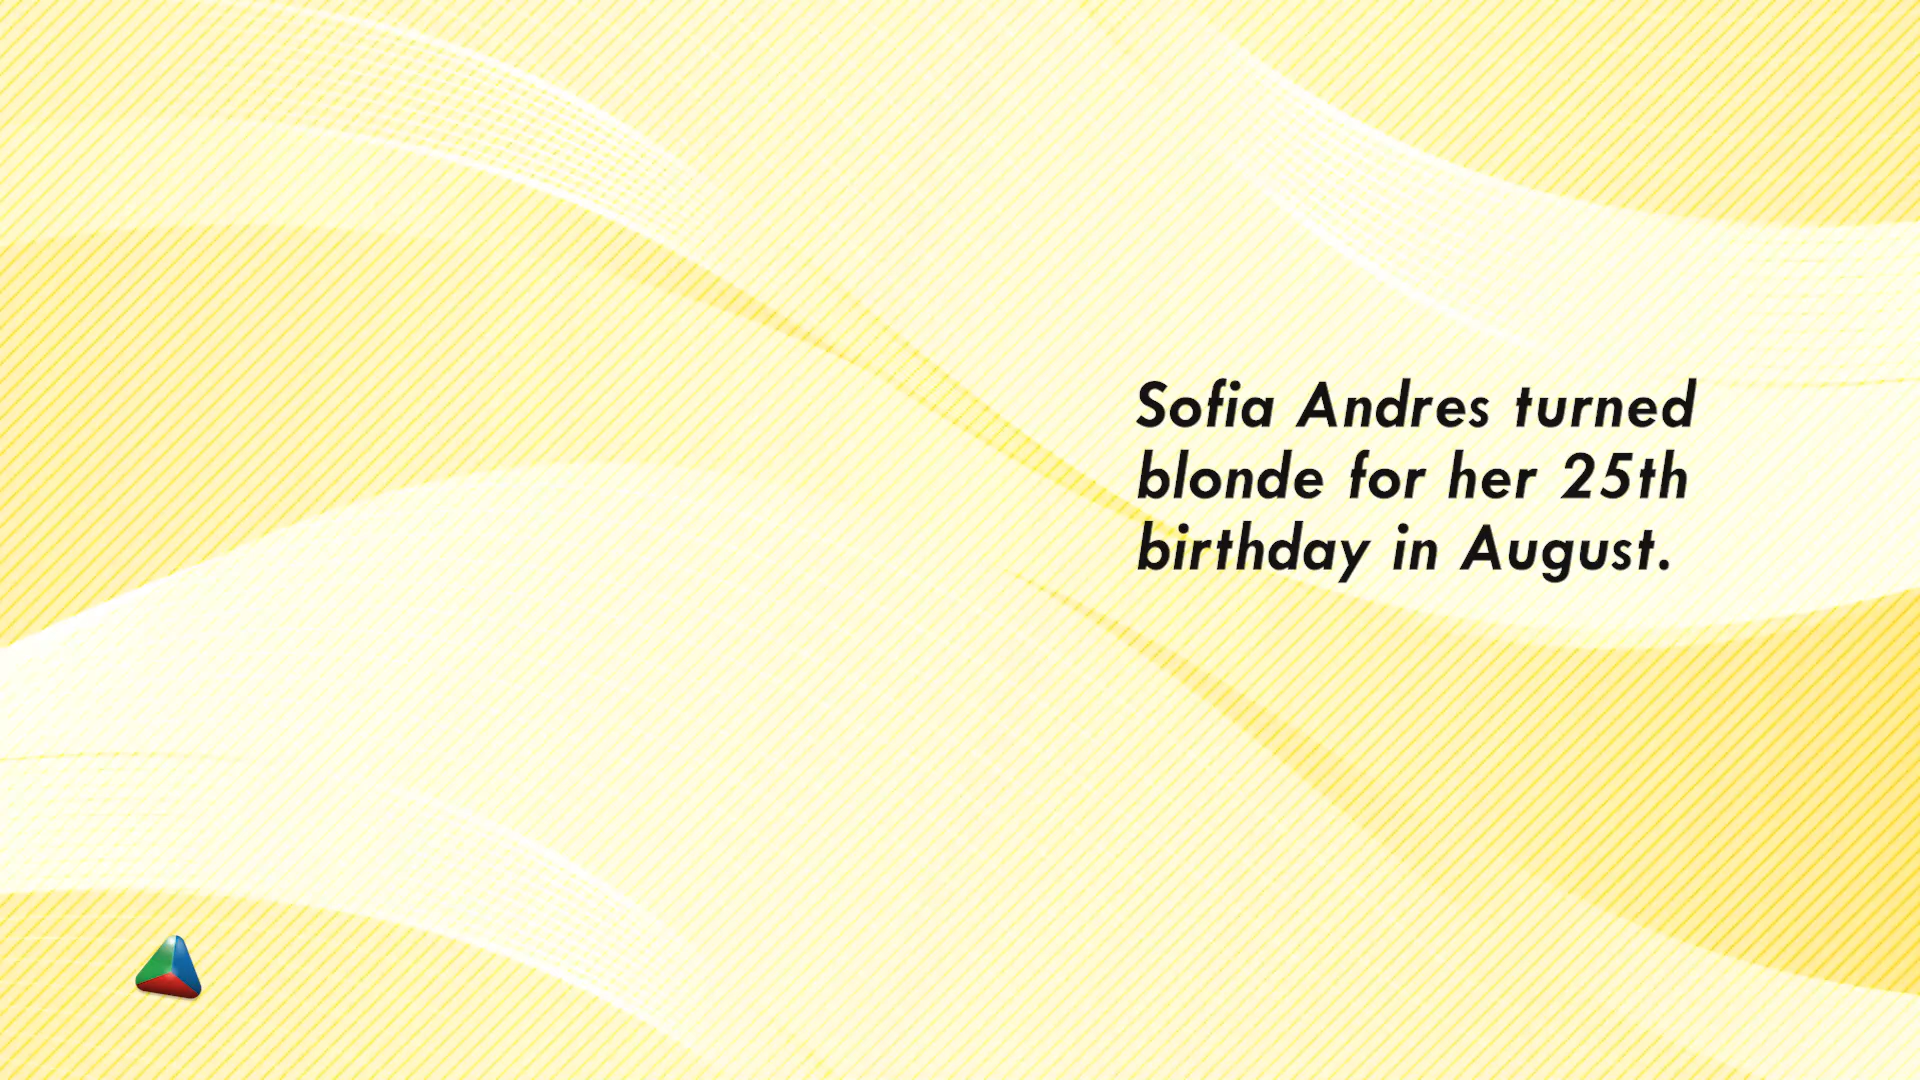 Sofia Andres turned
blonde for her 25th
birthday in August.